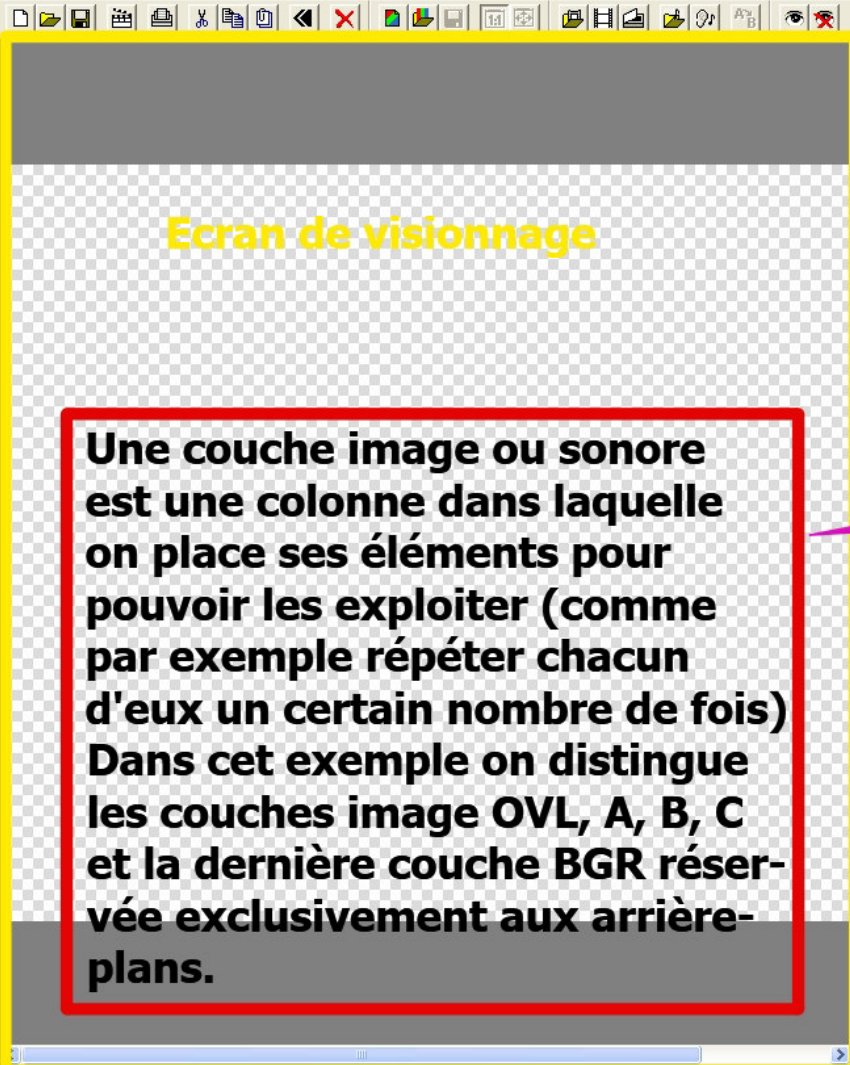 1:1
A B
Ecran de visionnage
Une couche image ou sonore
est une colonne dans laquelle
on place ses éléments pour
pouvoir les exploiter (comme
par exemple répéter chacun
d'eux un certain nombre de fois)
Dans cet exemple on distingue
les couches image OVL, A, B, C
et la dernière couche BGR réser-
vée exclusivement aux arrière-
plans.